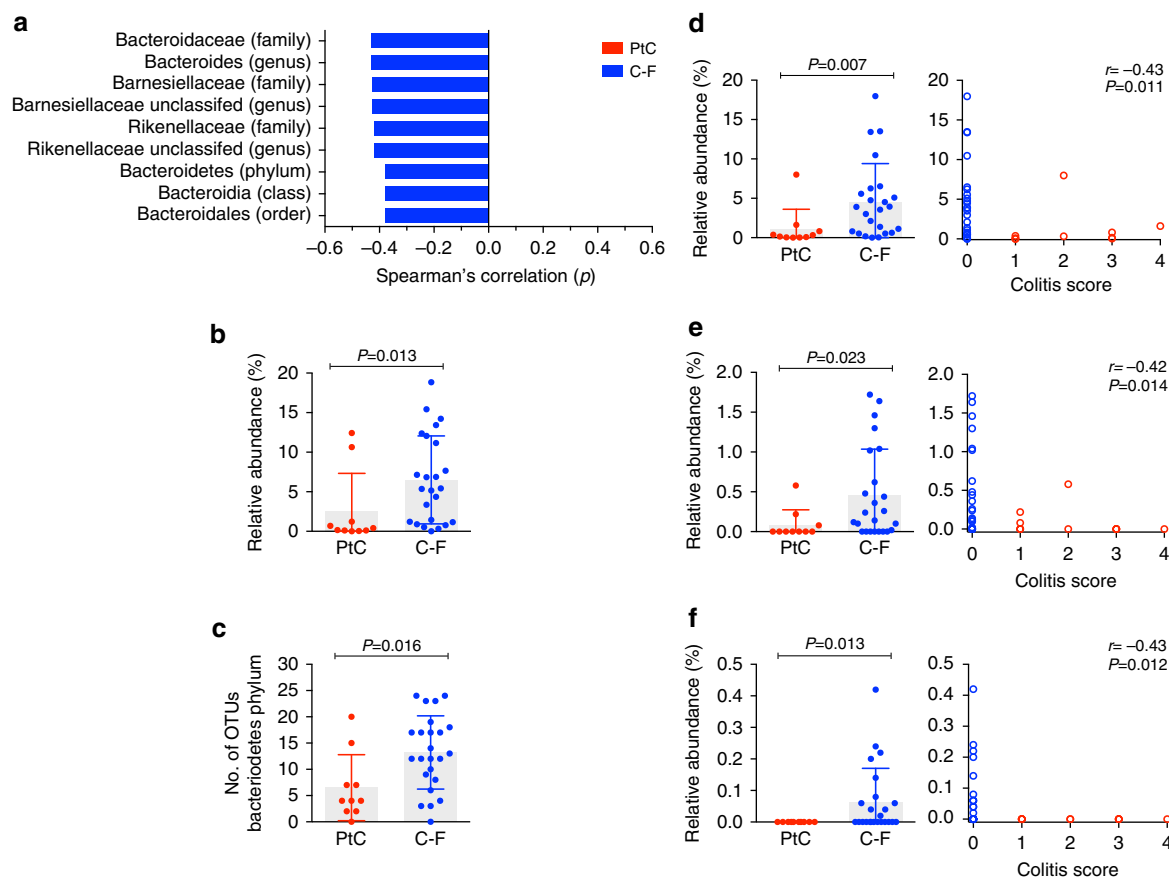 a
Bacteroidaceae (family)
Bacteroides (genus)
Barnesiellaceae (family)
Barnesiellaceae unclassifed (genus)
Rikenellaceae (family)
Rikenellaceae unclassifed (genus)
Bacteroidetes (phylum)
Bacteroidia (class)
Bacteroidales (order)
−0.6 −0.4 −0.2 0.0 0.2 0.4 0.6
Spearman's correlation (p)
PtC
C-F
b
P=0.013
Relative abundance (%)
20
15
10
5
0
PtC C-F
c
P=0.016
No. of OTUs
bacteriodetes phylum
30
25
20
15
10
5
0
PtC C-F
d
P=0.007
Relative abundance (%)
20
15
10
5
0
PtC C-F
r= −0.43
P=0.011
20
15
10
5
0
0 1 2 3 4
Colitis score
e
P=0.023
Relative abundance (%)
2.0
1.5
1.0
0.5
0.0
PtC C-F
r= −0.42
P=0.014
2.0
1.5
1.0
0.5
0.0
0 1 2 3 4
Colitis score
f
P=0.013
Relative abundance (%)
0.5
0.4
0.3
0.2
0.1
0.0
PtC C-F
r= −0.43
P=0.012
0.5
0.4
0.3
0.2
0.1
0.0
0 1 2 3 4
Colitis score